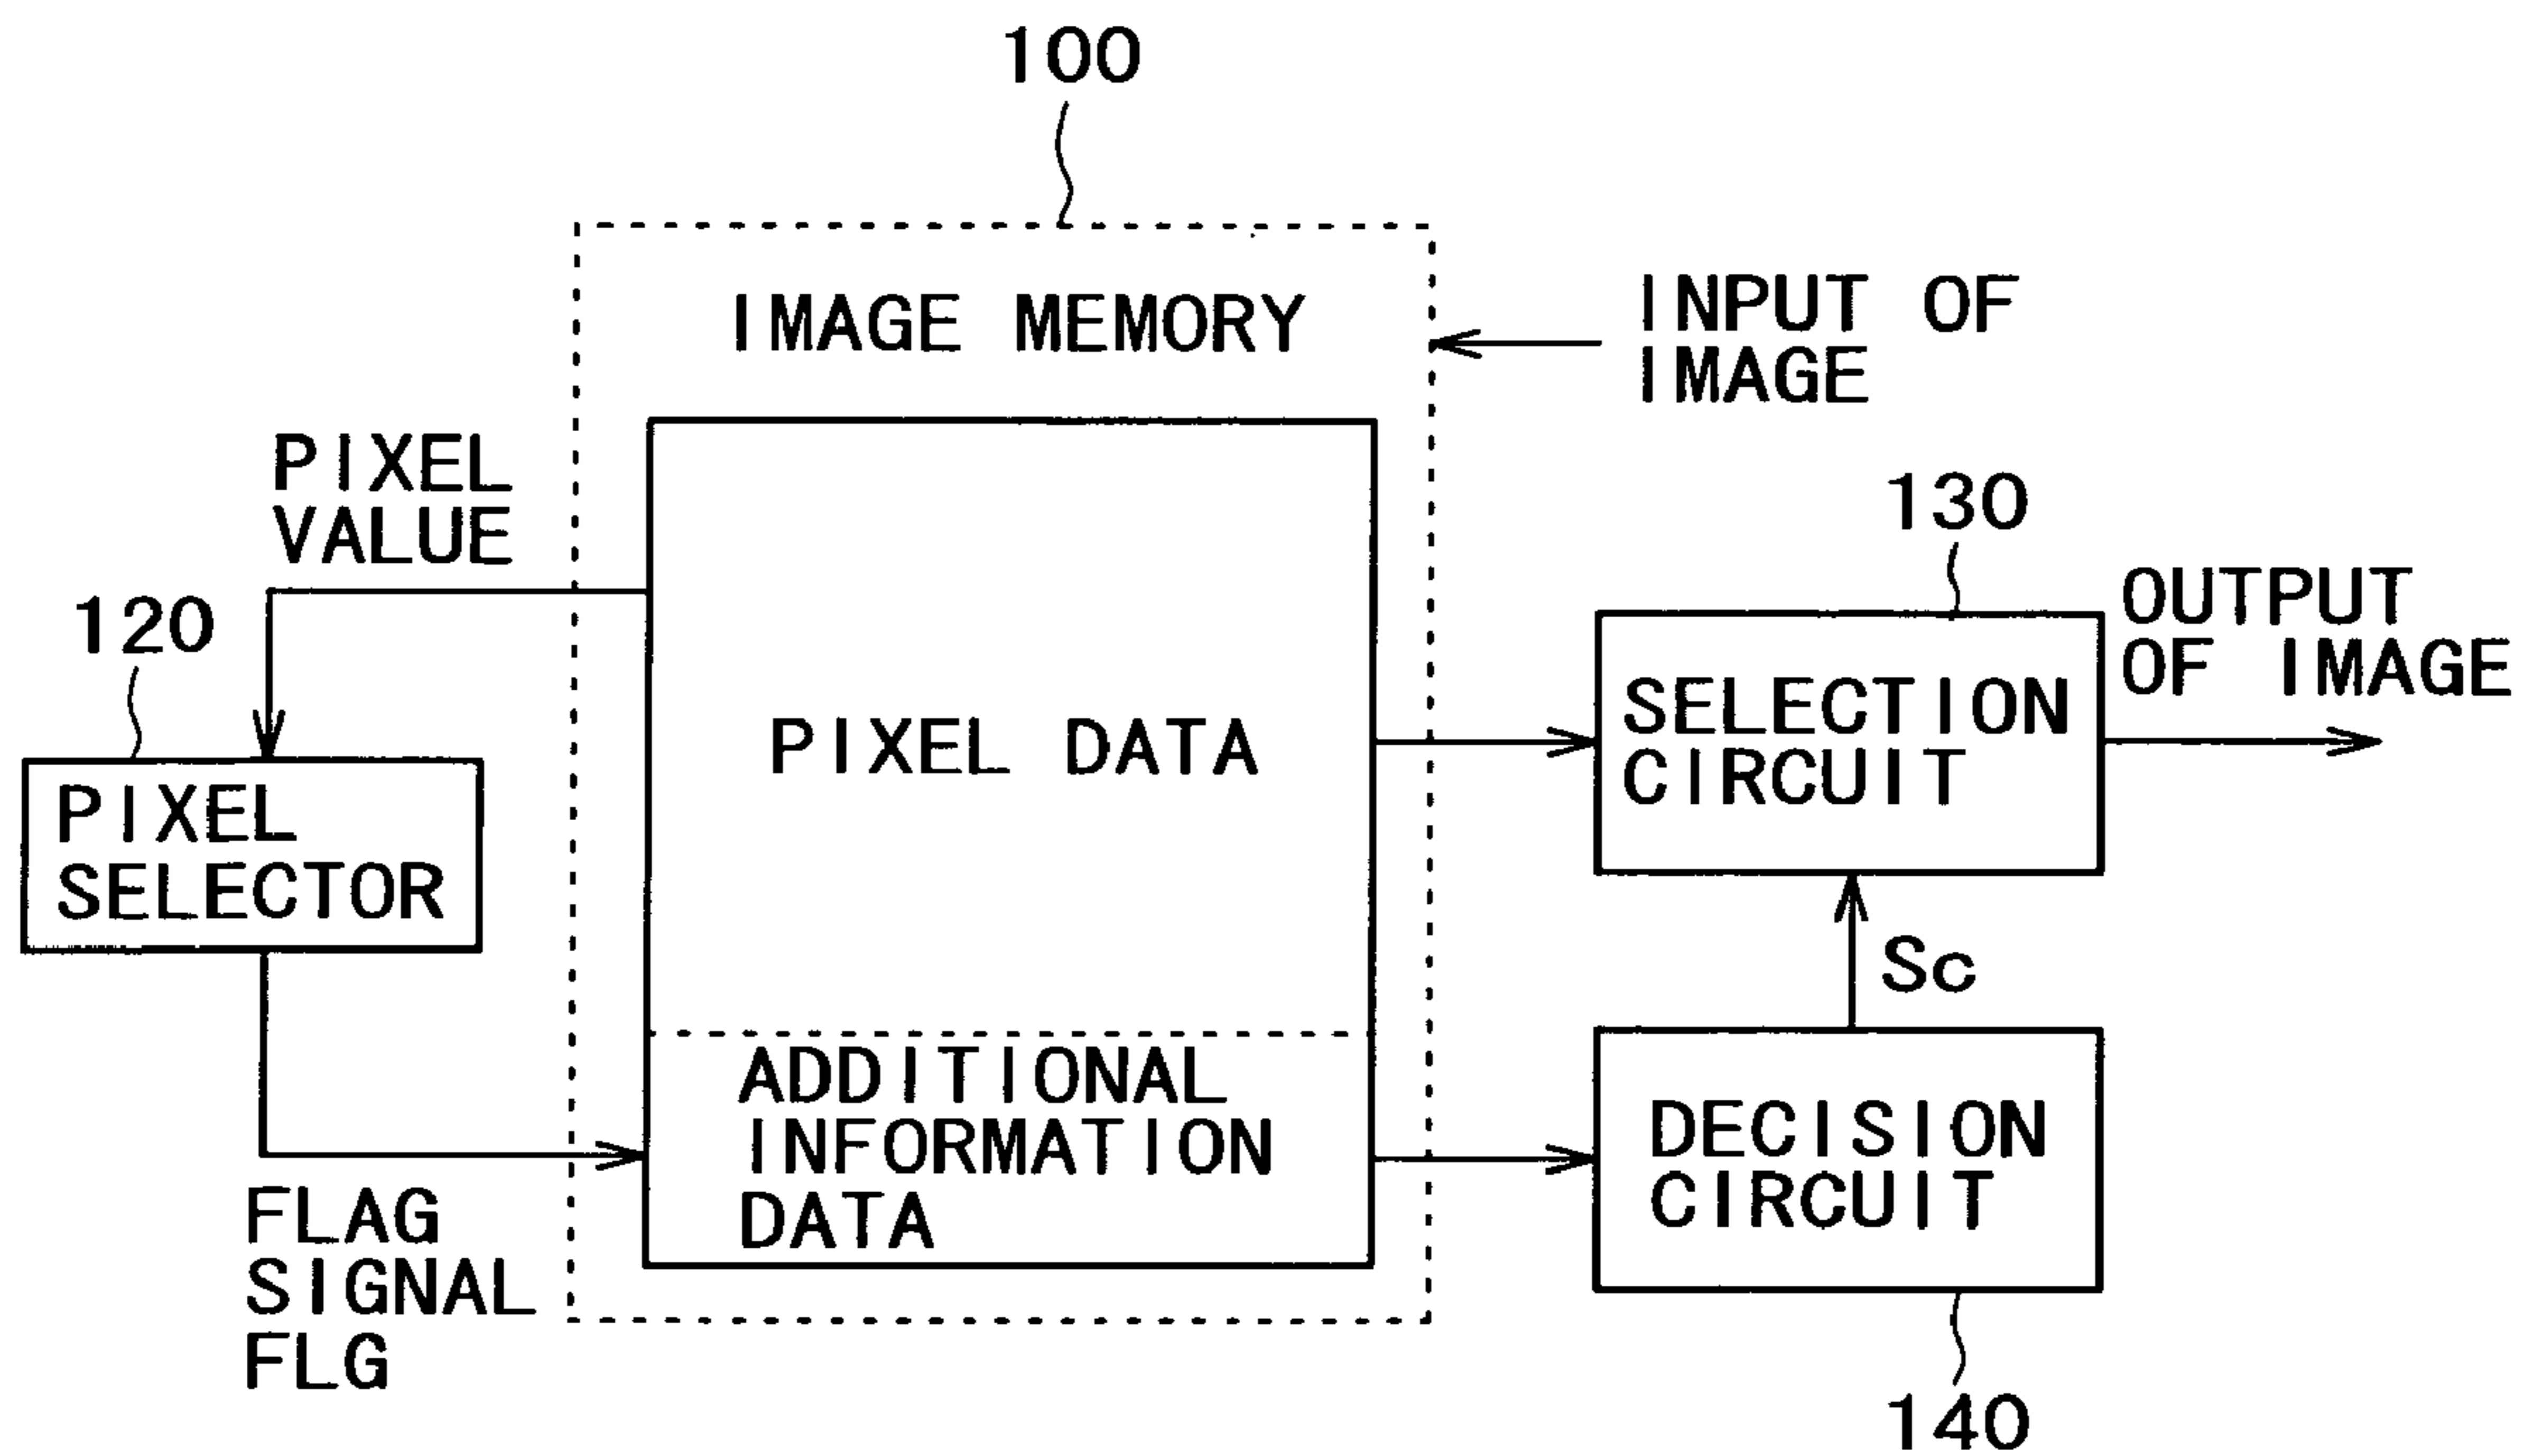 100
IMAGE MEMORY
INPUT OF
IMAGE
PIXEL
VALUE
120
PIXEL
SELECTOR
PIXEL DATA
130
SELECTION
CIRCUIT
OUTPUT
OF IMAGE
Sc
ADDITIONAL
INFORMATION
DATA
DECISION
CIRCUIT
FLAG
SIGNAL
FLG
140